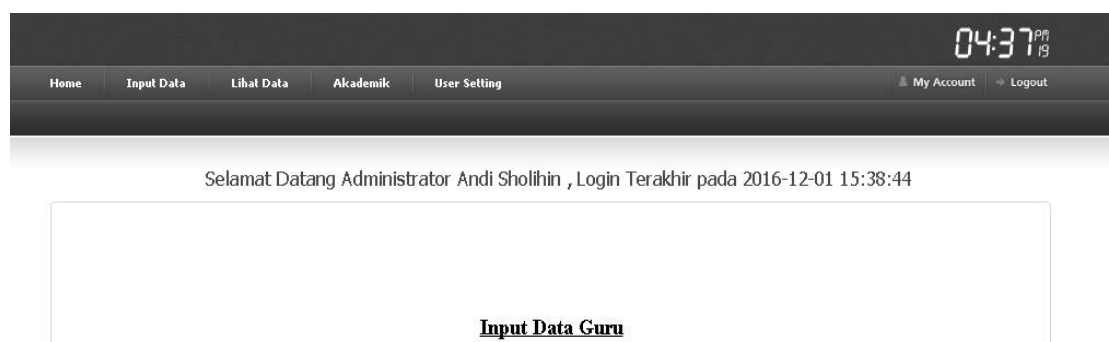 04:37 PM 19
Home Input Data Lihat Data Akademik User Setting My Account Logout
Selamat Datang Administrator Andi Sholihin , Login Terakhir pada 2016-12-01 15:38:44
Input Data Guru